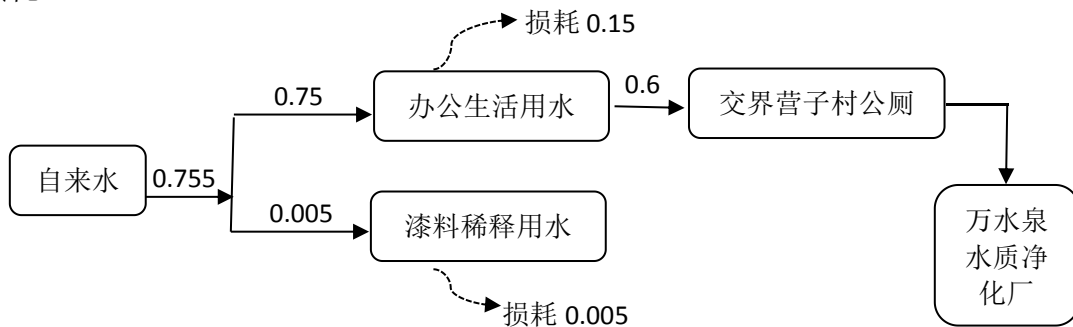 损耗 0.15
0.75
办公生活用水
0.6
交界营子村公厕
自来水
0.755
0.005
漆料稀释用水
损耗 0.005
万水泉
水质净
化厂